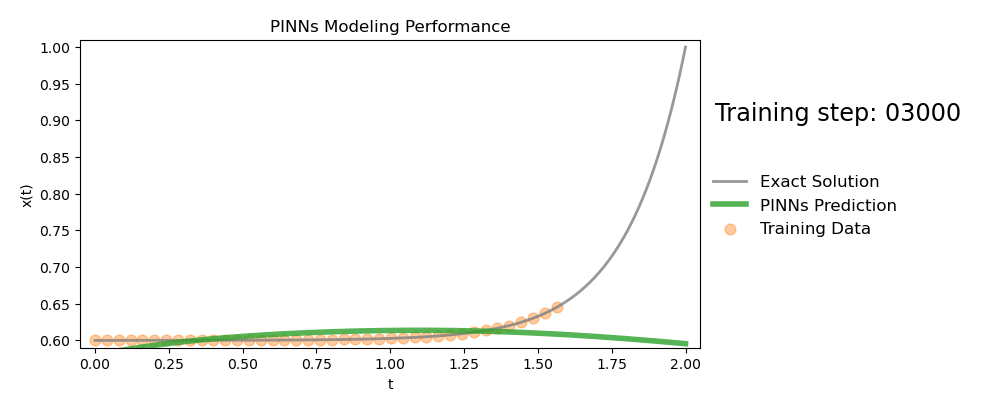 PINNs Modeling Performance
1.00
0.95
0.90
0.85
0.80
0.75
0.70
0.65
0.60
x(t)
0.00 0.25 0.50 0.75 1.00 1.25 1.50 1.75 2.00
t
Training step: 03000
Exact Solution
PINNs Prediction
Training Data